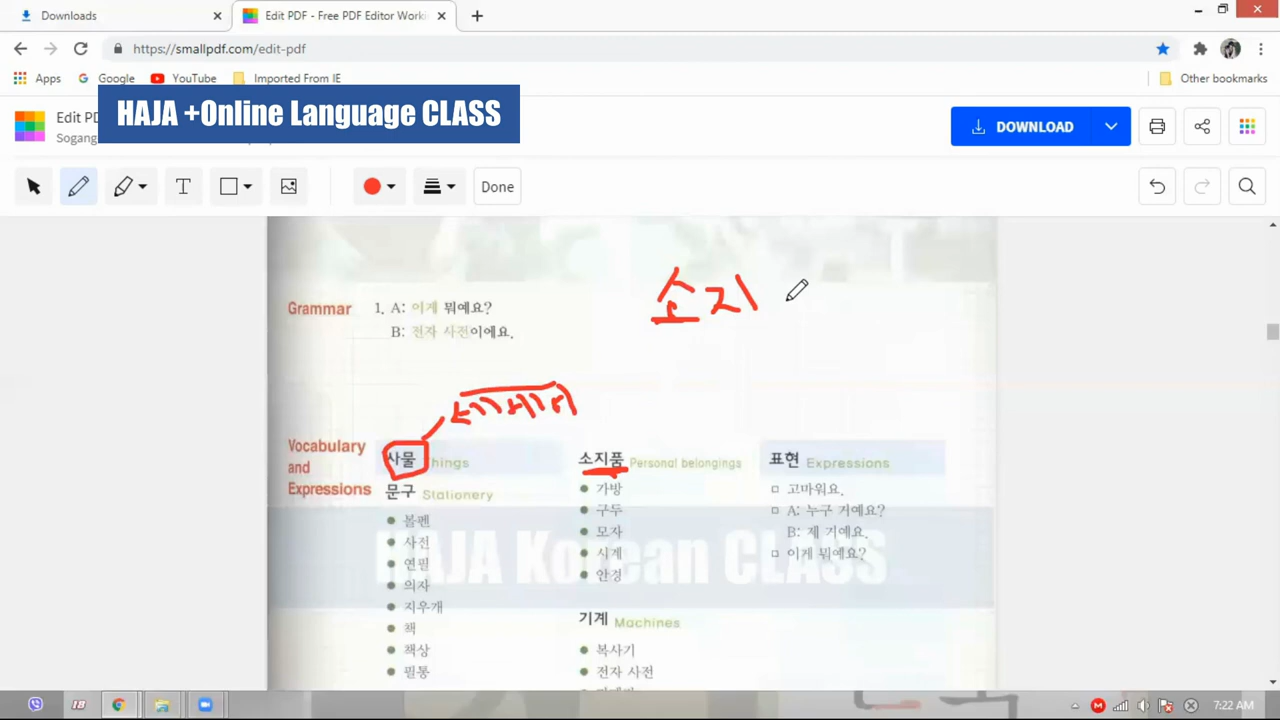 Downloads
Edit PDF - Free PDF Editor Worki
https://smallpdf.com/edit-pdf
Apps
Google
YouTube
Imported From IE
Other bookmarks
HAJA +Online Language CLASS
Edit PD
Sogang
DOWNLOAD
Done
소지
Grammar
1. A: 이게 뭐예요?
B: 전자 사전이에요.
Vocabulary
and
Expressions
사물 Things
문구 Stationery
볼펜
사전
연필
의자
지우개
책
책상
필통
소지품 Personal belongings
가방
구두
모자
시계
안경
기계 Machines
복사기
전자 사전
표현 Expressions
고마워요.
A: 누구 거예요?
B: 제 거예요.
이게 뭐예요?
HAJA Korean CLASS
7:22 AM